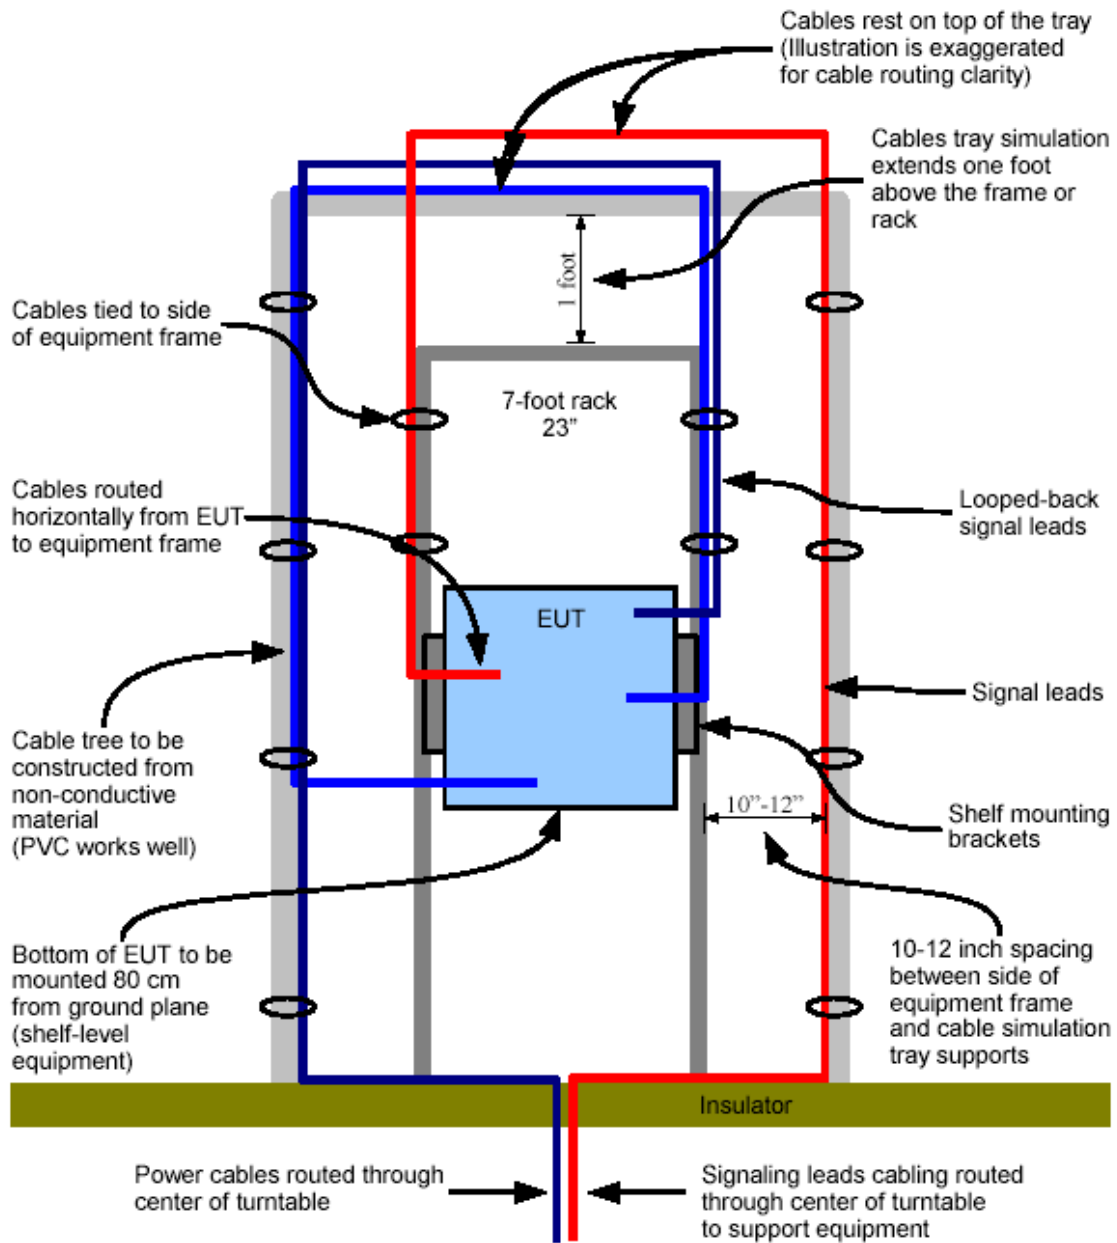 Cables rest on top of the tray
(Illustration is exaggerated
for cable routing clarity)
Cables tray simulation
extends one foot
above the frame or
rack
1 foot
Cables tied to side
of equipment frame
7-foot rack
23”
Cables routed
horizontally from EUT
to equipment frame
Looped-back
signal leads
EUT
Signal leads
Cable tree to be
constructed from
non-conductive
material
(PVC works well)
10”-12”
Shelf mounting
brackets
Bottom of EUT to be
mounted 80 cm
from ground plane
(shelf-level
equipment)
10-12 inch spacing
between side of
equipment frame
and cable simulation
tray supports
Insulator
Power cables routed through
center of turntable
Signaling leads cabling routed
through center of turntable
to support equipment